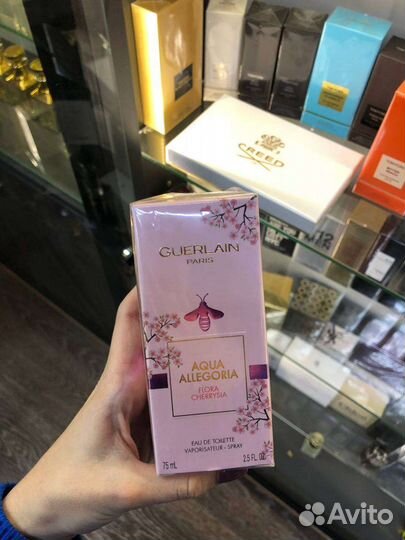 CREED
GUERLAIN
PARIS
AQUA
ALLEGORIA
FLORA
CHERRYSIA
EAU DE TOILETTE
VAPORISATEUR - SPRAY
75 mL 2.5 FL. OZ
Avito